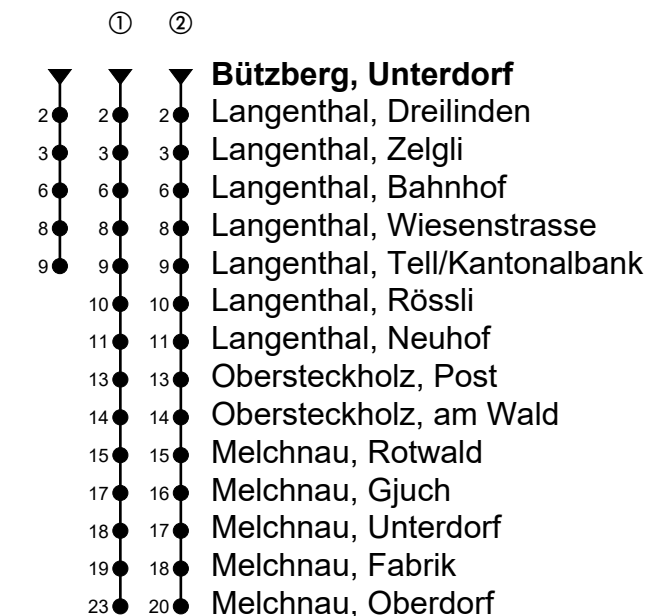 ① ②
Bützberg, Unterdorf
2 2 2 Langenthal, Dreilinden
3 3 3 Langenthal, Zelgli
6 6 6 Langenthal, Bahnhof
8 8 8 Langenthal, Wiesenstrasse
9 9 9 Langenthal, Tell/Kantonalbank
10 10 Langenthal, Rössli
11 11 Langenthal, Neuhof
13 13 Obersteckholz, Post
14 14 Obersteckholz, am Wald
15 15 Melchnau, Rotwald
17 16 Melchnau, Gjuch
18 17 Melchnau, Unterdorf
19 18 Melchnau, Fabrik
23 20 Melchnau, Oberdorf